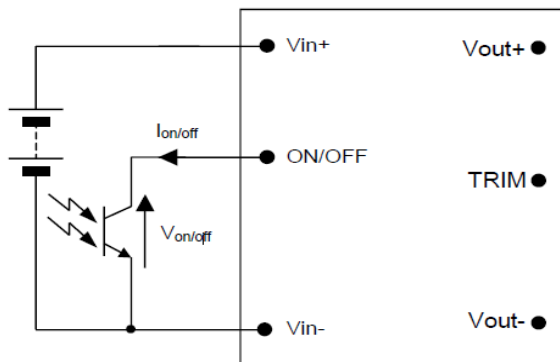 Vin+
Vout+
Ion/off
ON/OFF
TRIM
Von/off
Vin-
Vout-